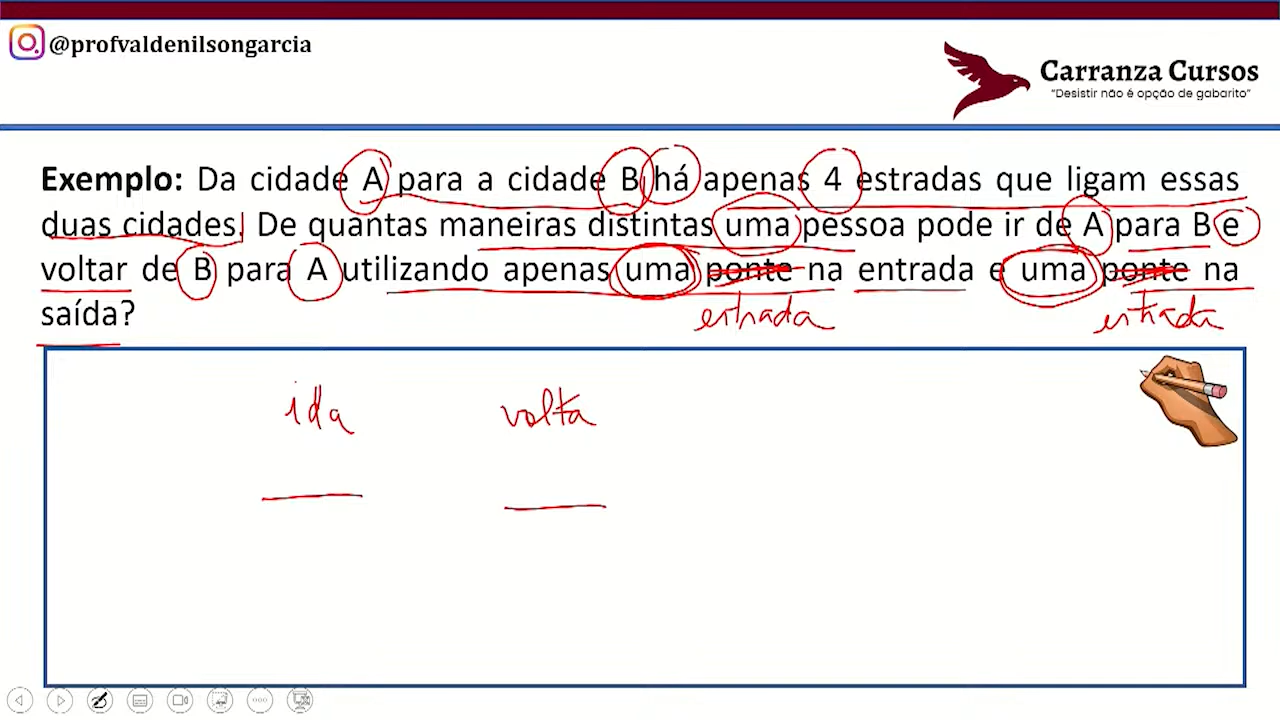 @profvaldenilsongarcia
Carranza Cursos
"Desistir não é opção de gabarito"
Exemplo: Da cidade A para a cidade B há apenas 4 estradas que ligam essas
duas cidades. De quantas maneiras distintas uma pessoa pode ir de A para B e
voltar de B para A utilizando apenas uma ponte na entrada e uma ponte na
saída?
estrada estrada
ida volta